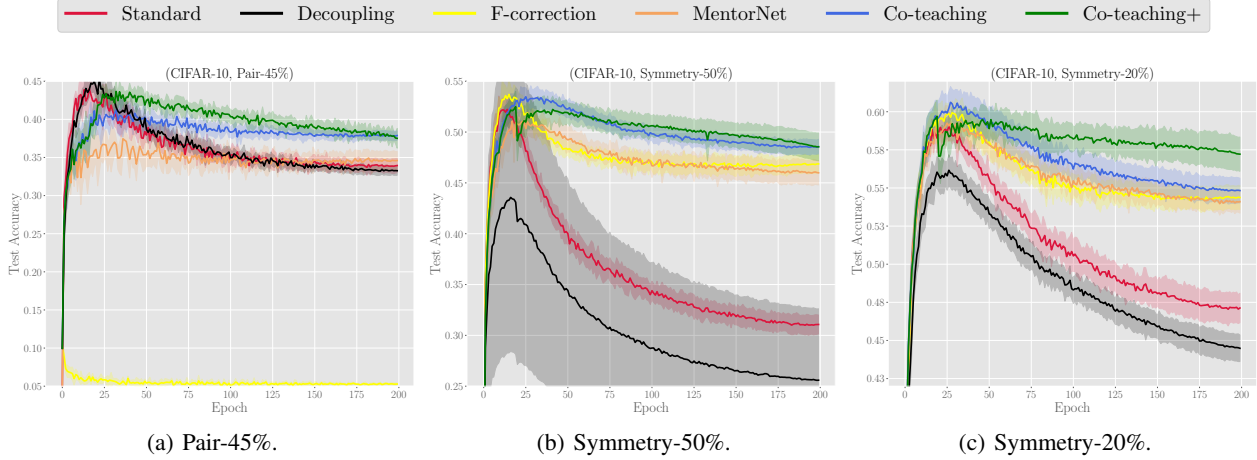 Standard Decoupling F-correction MentorNet Co-teaching Co-teaching+
(CIFAR-10, Pair-45%)
0.45
0.40
0.35
0.30
0.25
0.20
0.15
0.10
0.05
Test Accuracy
0 25 50 75 100 125 150 175 200
Epoch
(a) Pair-45%.
(CIFAR-10, Symmetry-50%)
0.55
0.50
0.45
0.40
0.35
0.30
0.25
Test Accuracy
0 25 50 75 100 125 150 175 200
Epoch
(b) Symmetry-50%.
(CIFAR-10, Symmetry-20%)
0.60
0.58
0.55
0.53
0.50
0.48
0.45
0.43
Test Accuracy
0 25 50 75 100 125 150 175 200
Epoch
(c) Symmetry-20%.